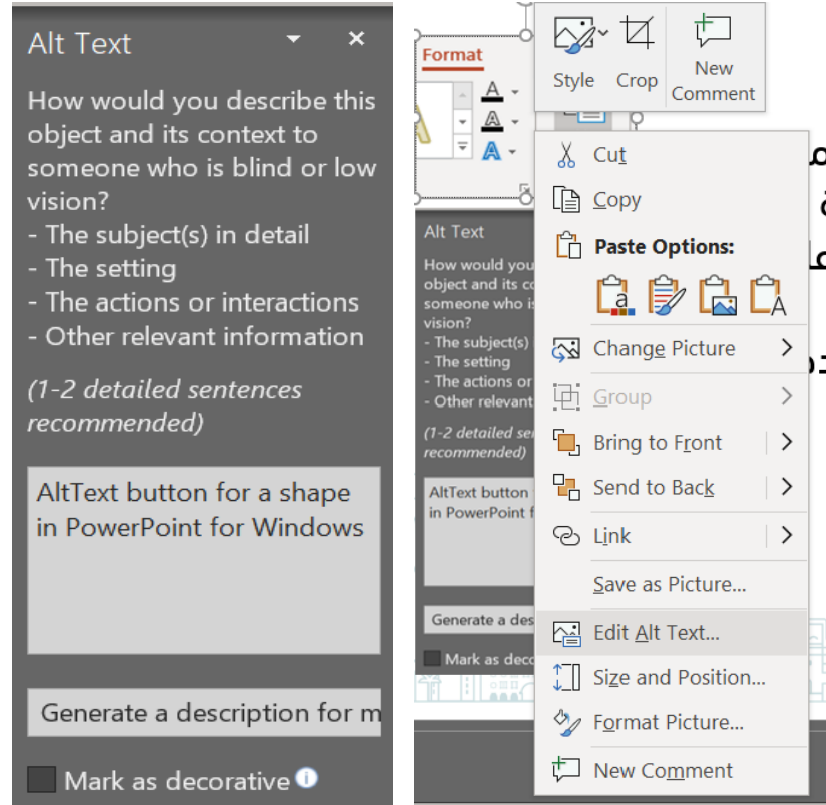 Alt Text
How would you describe this
object and its context to
someone who is blind or low
vision?
- The subject(s) in detail
- The setting
- The actions or interactions
- Other relevant information
(1-2 detailed sentences
recommended)
AltText button for a shape
in PowerPoint for Windows
Generate a description for m
Mark as decorative
Format
Style
Crop
New
Comment
Alt Text
How would you
object and its co
someone who is
vision?
- The subject(s)
- The setting
- The actions or
- Other relevant
(1-2 detailed se
recommended)
AltText button
in PowerPoint f
Generate a des
Mark as deco
Cut
Copy
Paste Options:
Change Picture
Group
Bring to Front
Send to Back
Link
Save as Picture...
Edit Alt Text...
Size and Position...
Format Picture...
New Comment